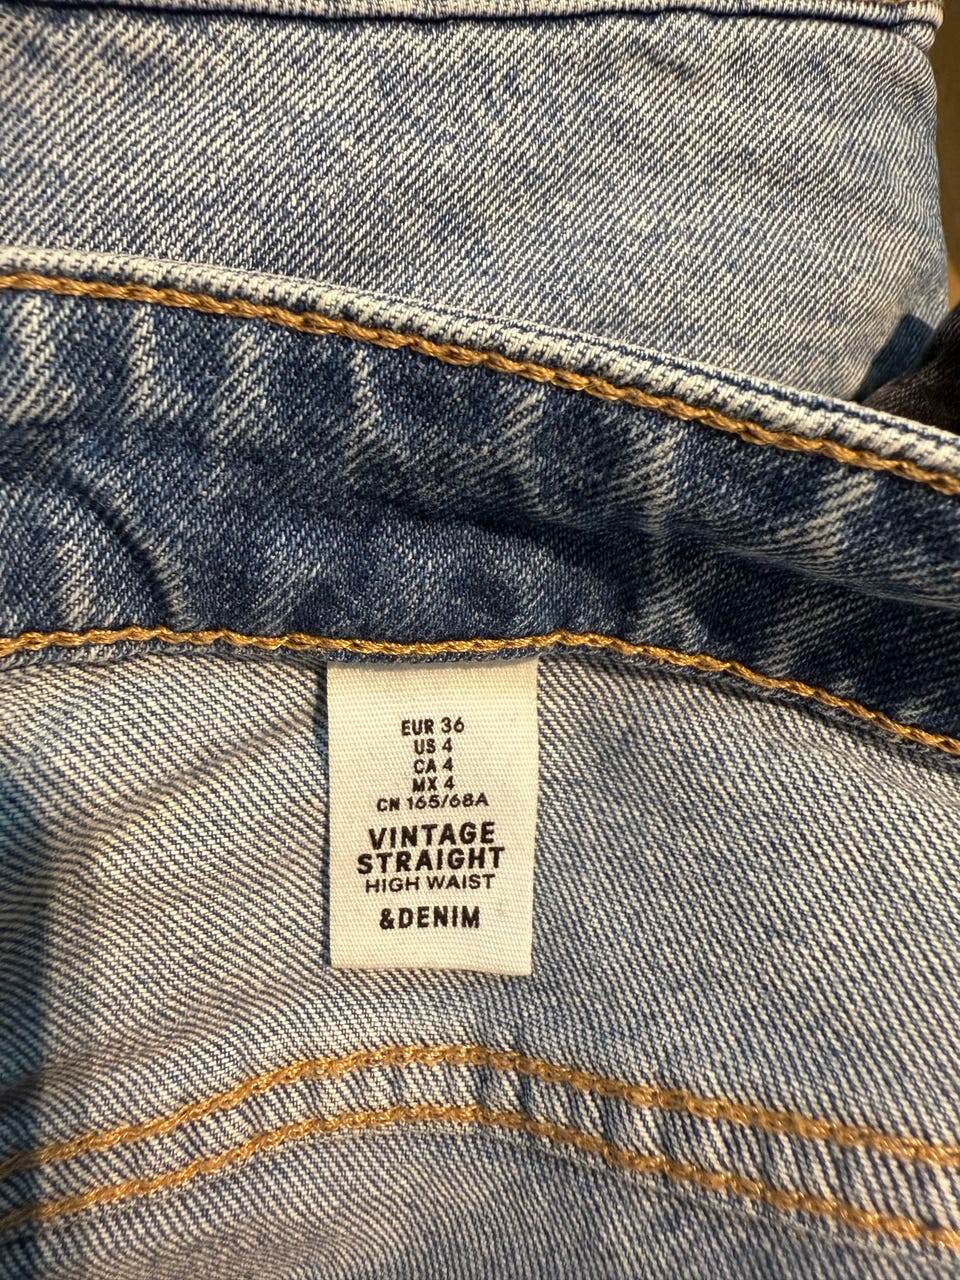 EUR 36
US 4
CA 4
MX 4
CN 165/68A
VINTAGE
STRAIGHT
HIGH WAIST
&DENIM